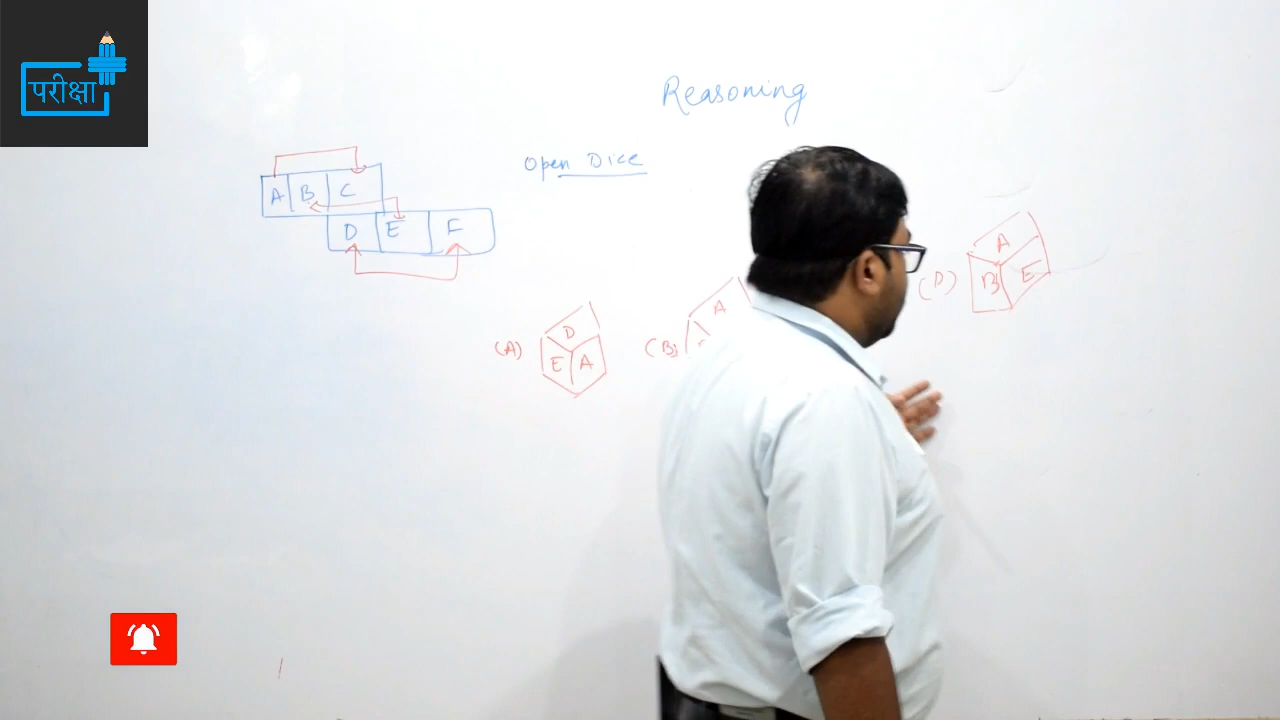 परीक्षा
Reasoning
Open Dice
A B C
D E F
(A) D E A
(B) A
(D) A B E